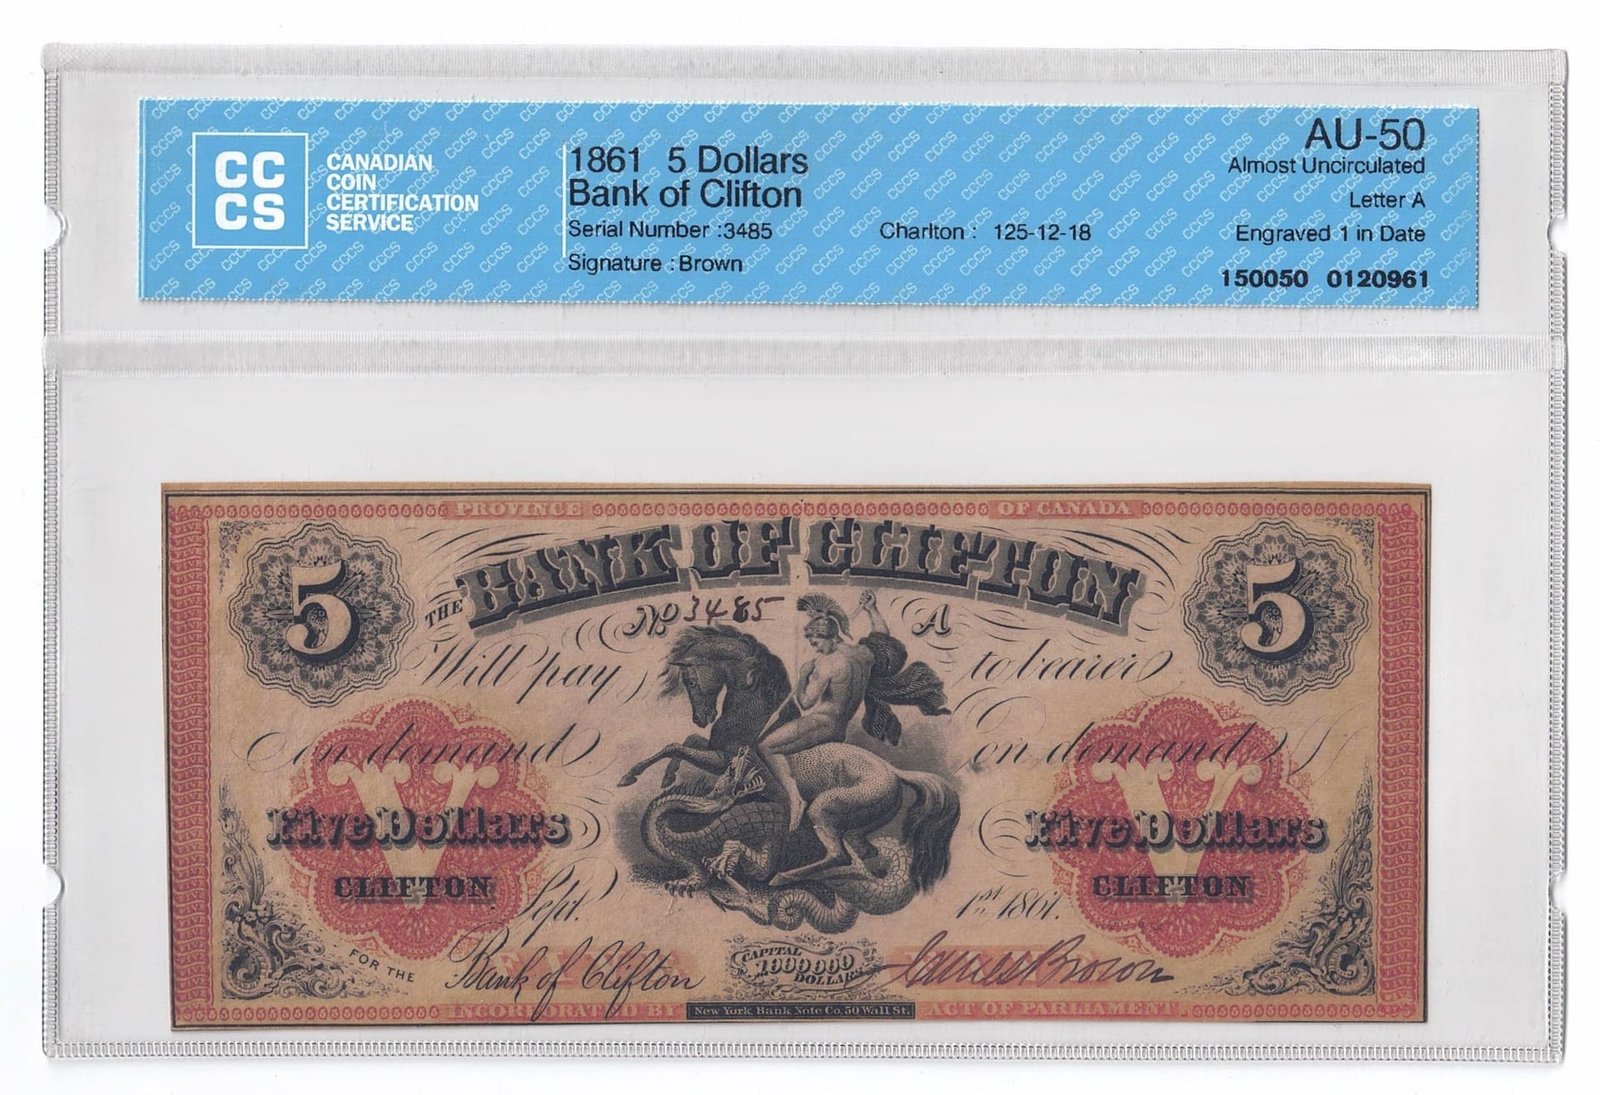 CC
CS
CANADIAN
COIN
CERTIFICATION
SERVICE
1861 5 Dollars
Bank of Clifton
Serial Number :3485
Signature : Brown
Charlton : 125-12-18
AU-50
Almost Uncirculated
Letter A
Engraved 1 in Date
150050 0120961
PROVINCE OF CANADA
5 5
THE BANK OF CLIFTON
No 3485 A
Will pay to bearer
on demand on demand
V V
Five Dollars Five Dollars
CLIFTON CLIFTON
Sept. 1st 1861.
FOR THE Bank of Clifton
CAPITAL
1000000
DOLLARS
James Brown
INCORPORATED BY ACT OF PARLIAMENT.
New York Bank Note Co. 50 Wall St.